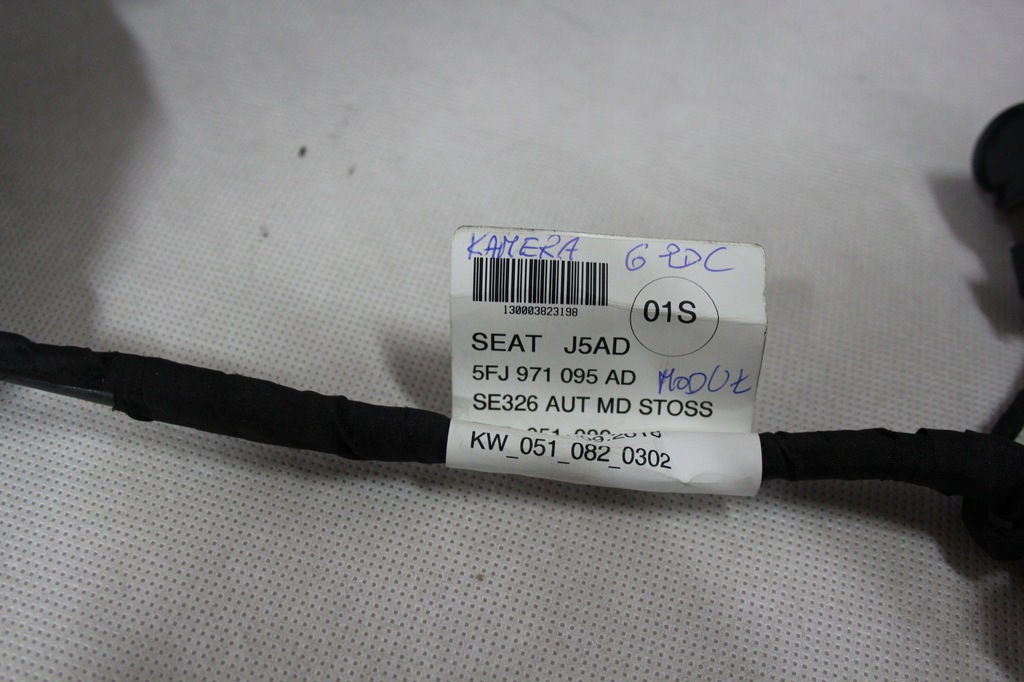 KAMERA 6 PDC
130003823198
01S
SEAT J5AD
5FJ 971 095 AD MODUŁ
SE326 AUT MD STOSS
KW_051_082_0302